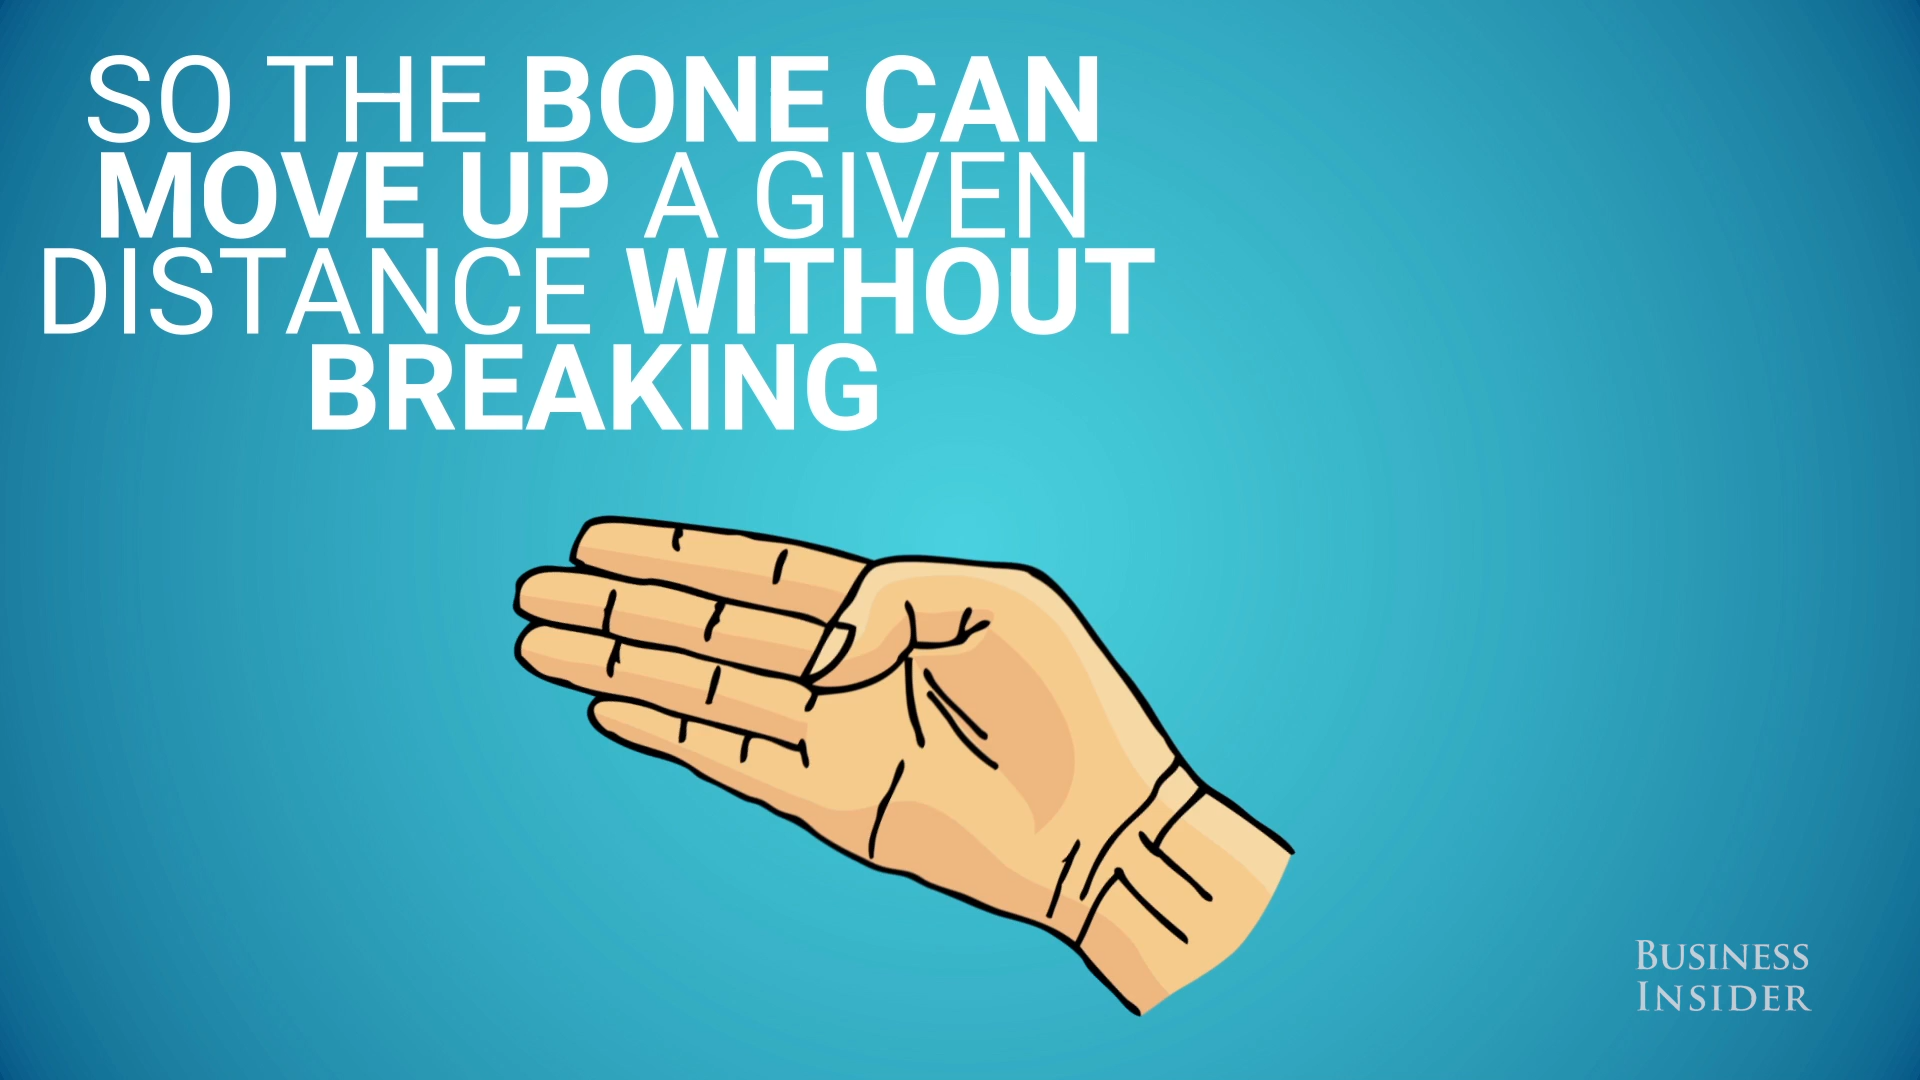 SO THE BONE CAN
MOVE UP A GIVEN
DISTANCE WITHOUT
BREAKING
BUSINESS
INSIDER